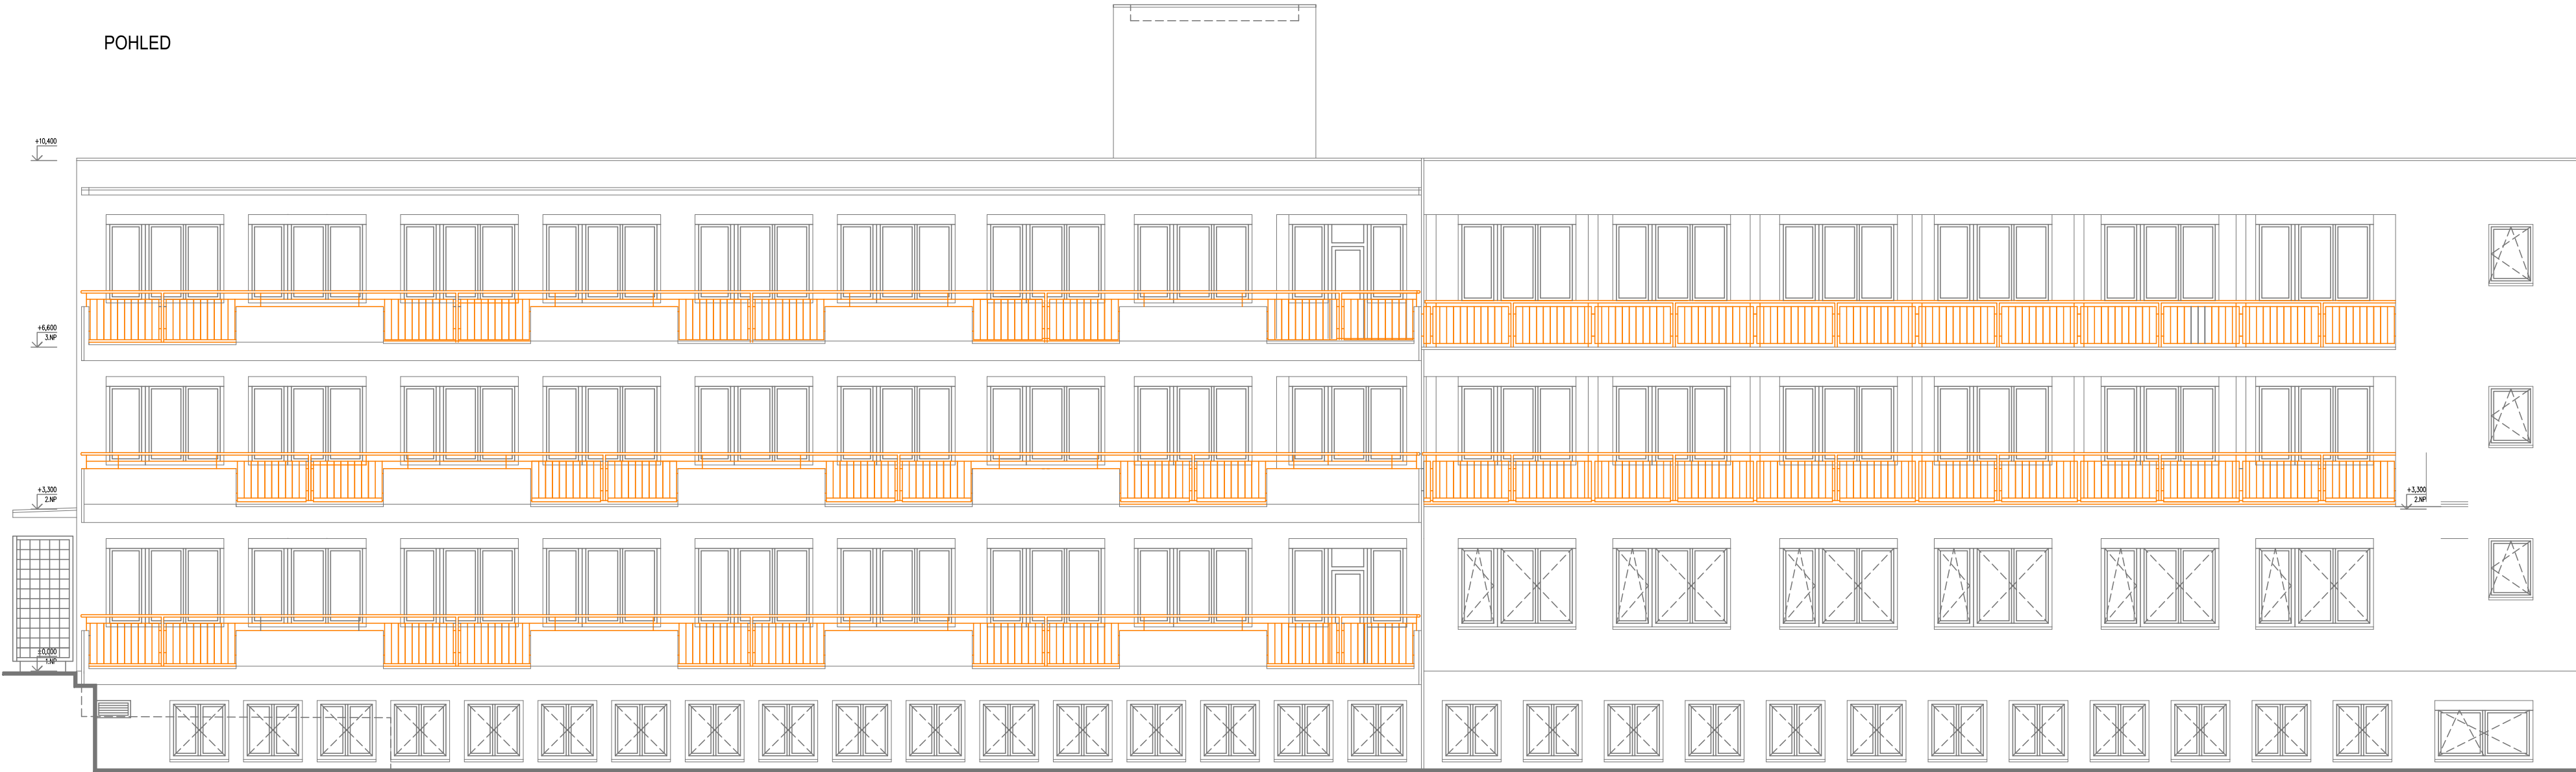 POHLED
+10,400
+6,600
3.NP
+3,300
2.NP
+3,300
2.NP
±0,000
1.NP